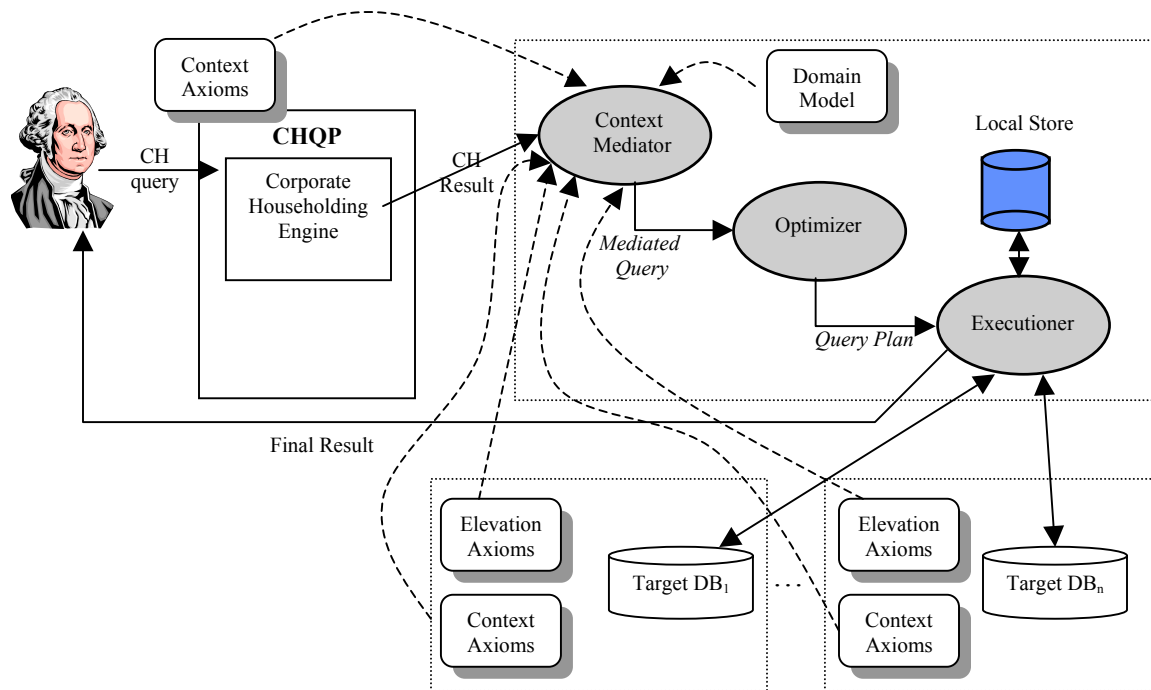 Context
Axioms
CHQP
CH
query
Corporate
Householding
Engine
CH
Result
Context
Mediator
Domain
Model
Local Store
Mediated
Query
Optimizer
Query Plan
Executioner
Final Result
Elevation
Axioms
Target DB1
Context
Axioms
...
Elevation
Axioms
Target DBn
Context
Axioms